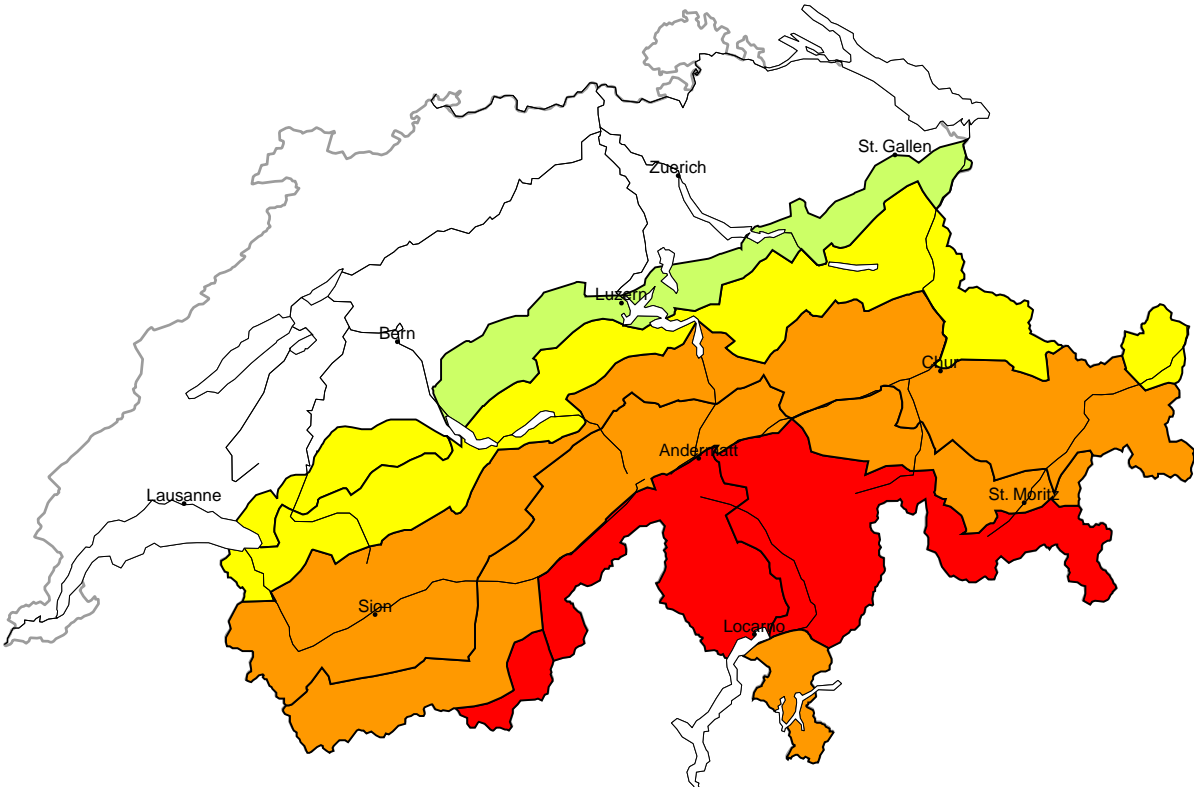 St. Gallen
Zuerich
Luzern
Bern
Chur
Andermatt
Lausanne
St. Moritz
Sion
Locarno